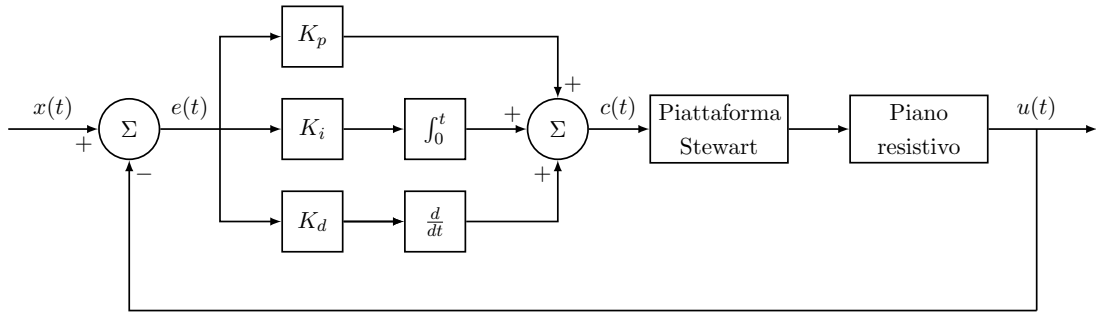 K_p
+
x(t)
Σ
e(t)
+
−
K_i
∫_0^t
+
Σ
+
c(t)
Piattaforma
Stewart
Piano
resistivo
u(t)
K_d
d/dt